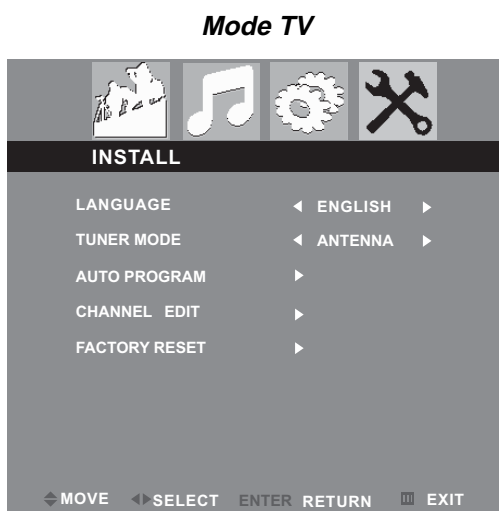 Mode TV
INSTALL
LANGUAGE ENGLISH
TUNER MODE ANTENNA
AUTO PROGRAM
CHANNEL EDIT
FACTORY RESET
MOVE SELECT ENTER RETURN EXIT